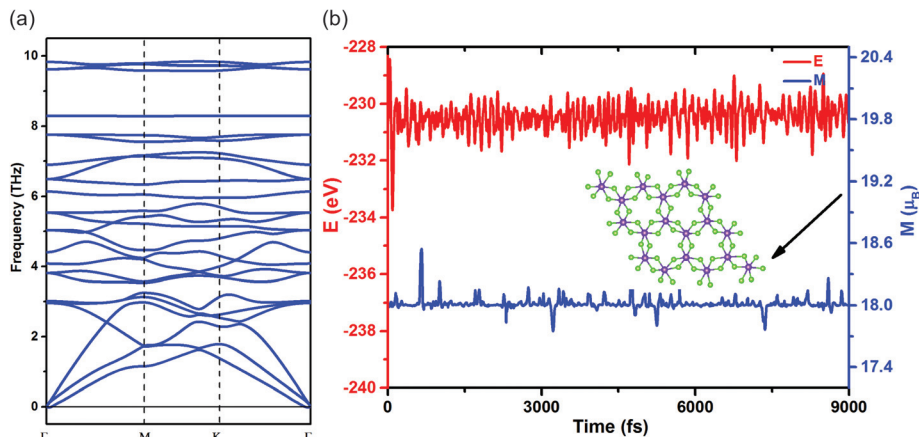 (a)
(b)
10
8
6
4
2
0
Frequency (THz)
M
K
-228
-230
-232
-234
-236
-238
-240
E (eV)
E
M
20.4
19.8
19.2
18.6
18.0
17.4
M (μB)
0
3000
6000
9000
Time (fs)